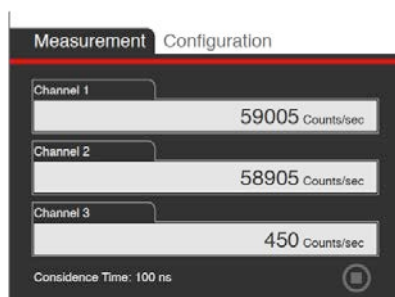 Measurement Configuration
Channel 1
59005 Counts/sec
Channel 2
58905 Counts/sec
Channel 3
450 Counts/sec
Considence Time: 100 ns